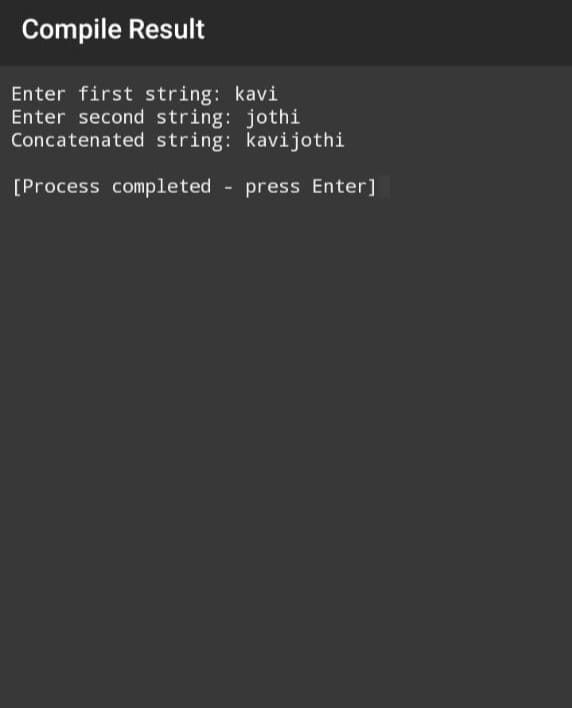 Compile Result
Enter first string: kavi
Enter second string: jothi
Concatenated string: kavijothi
[Process completed - press Enter]